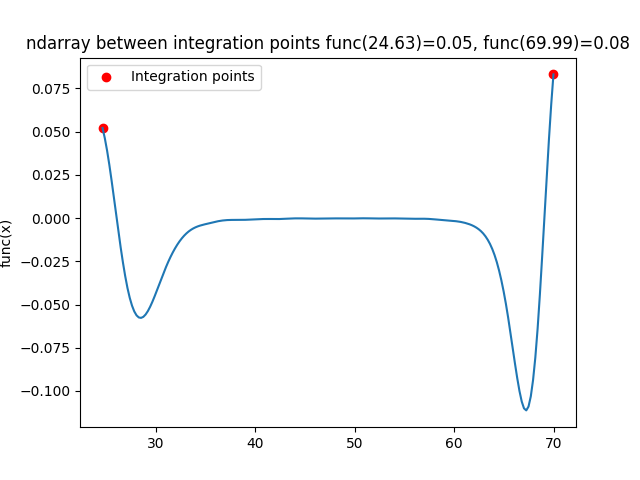 ndarray between integration points func(24.63)=0.05, func(69.99)=0.08
Integration points
func(x)
0.075
0.050
0.025
0.000
−0.025
−0.050
−0.075
−0.100
30 40 50 60 70